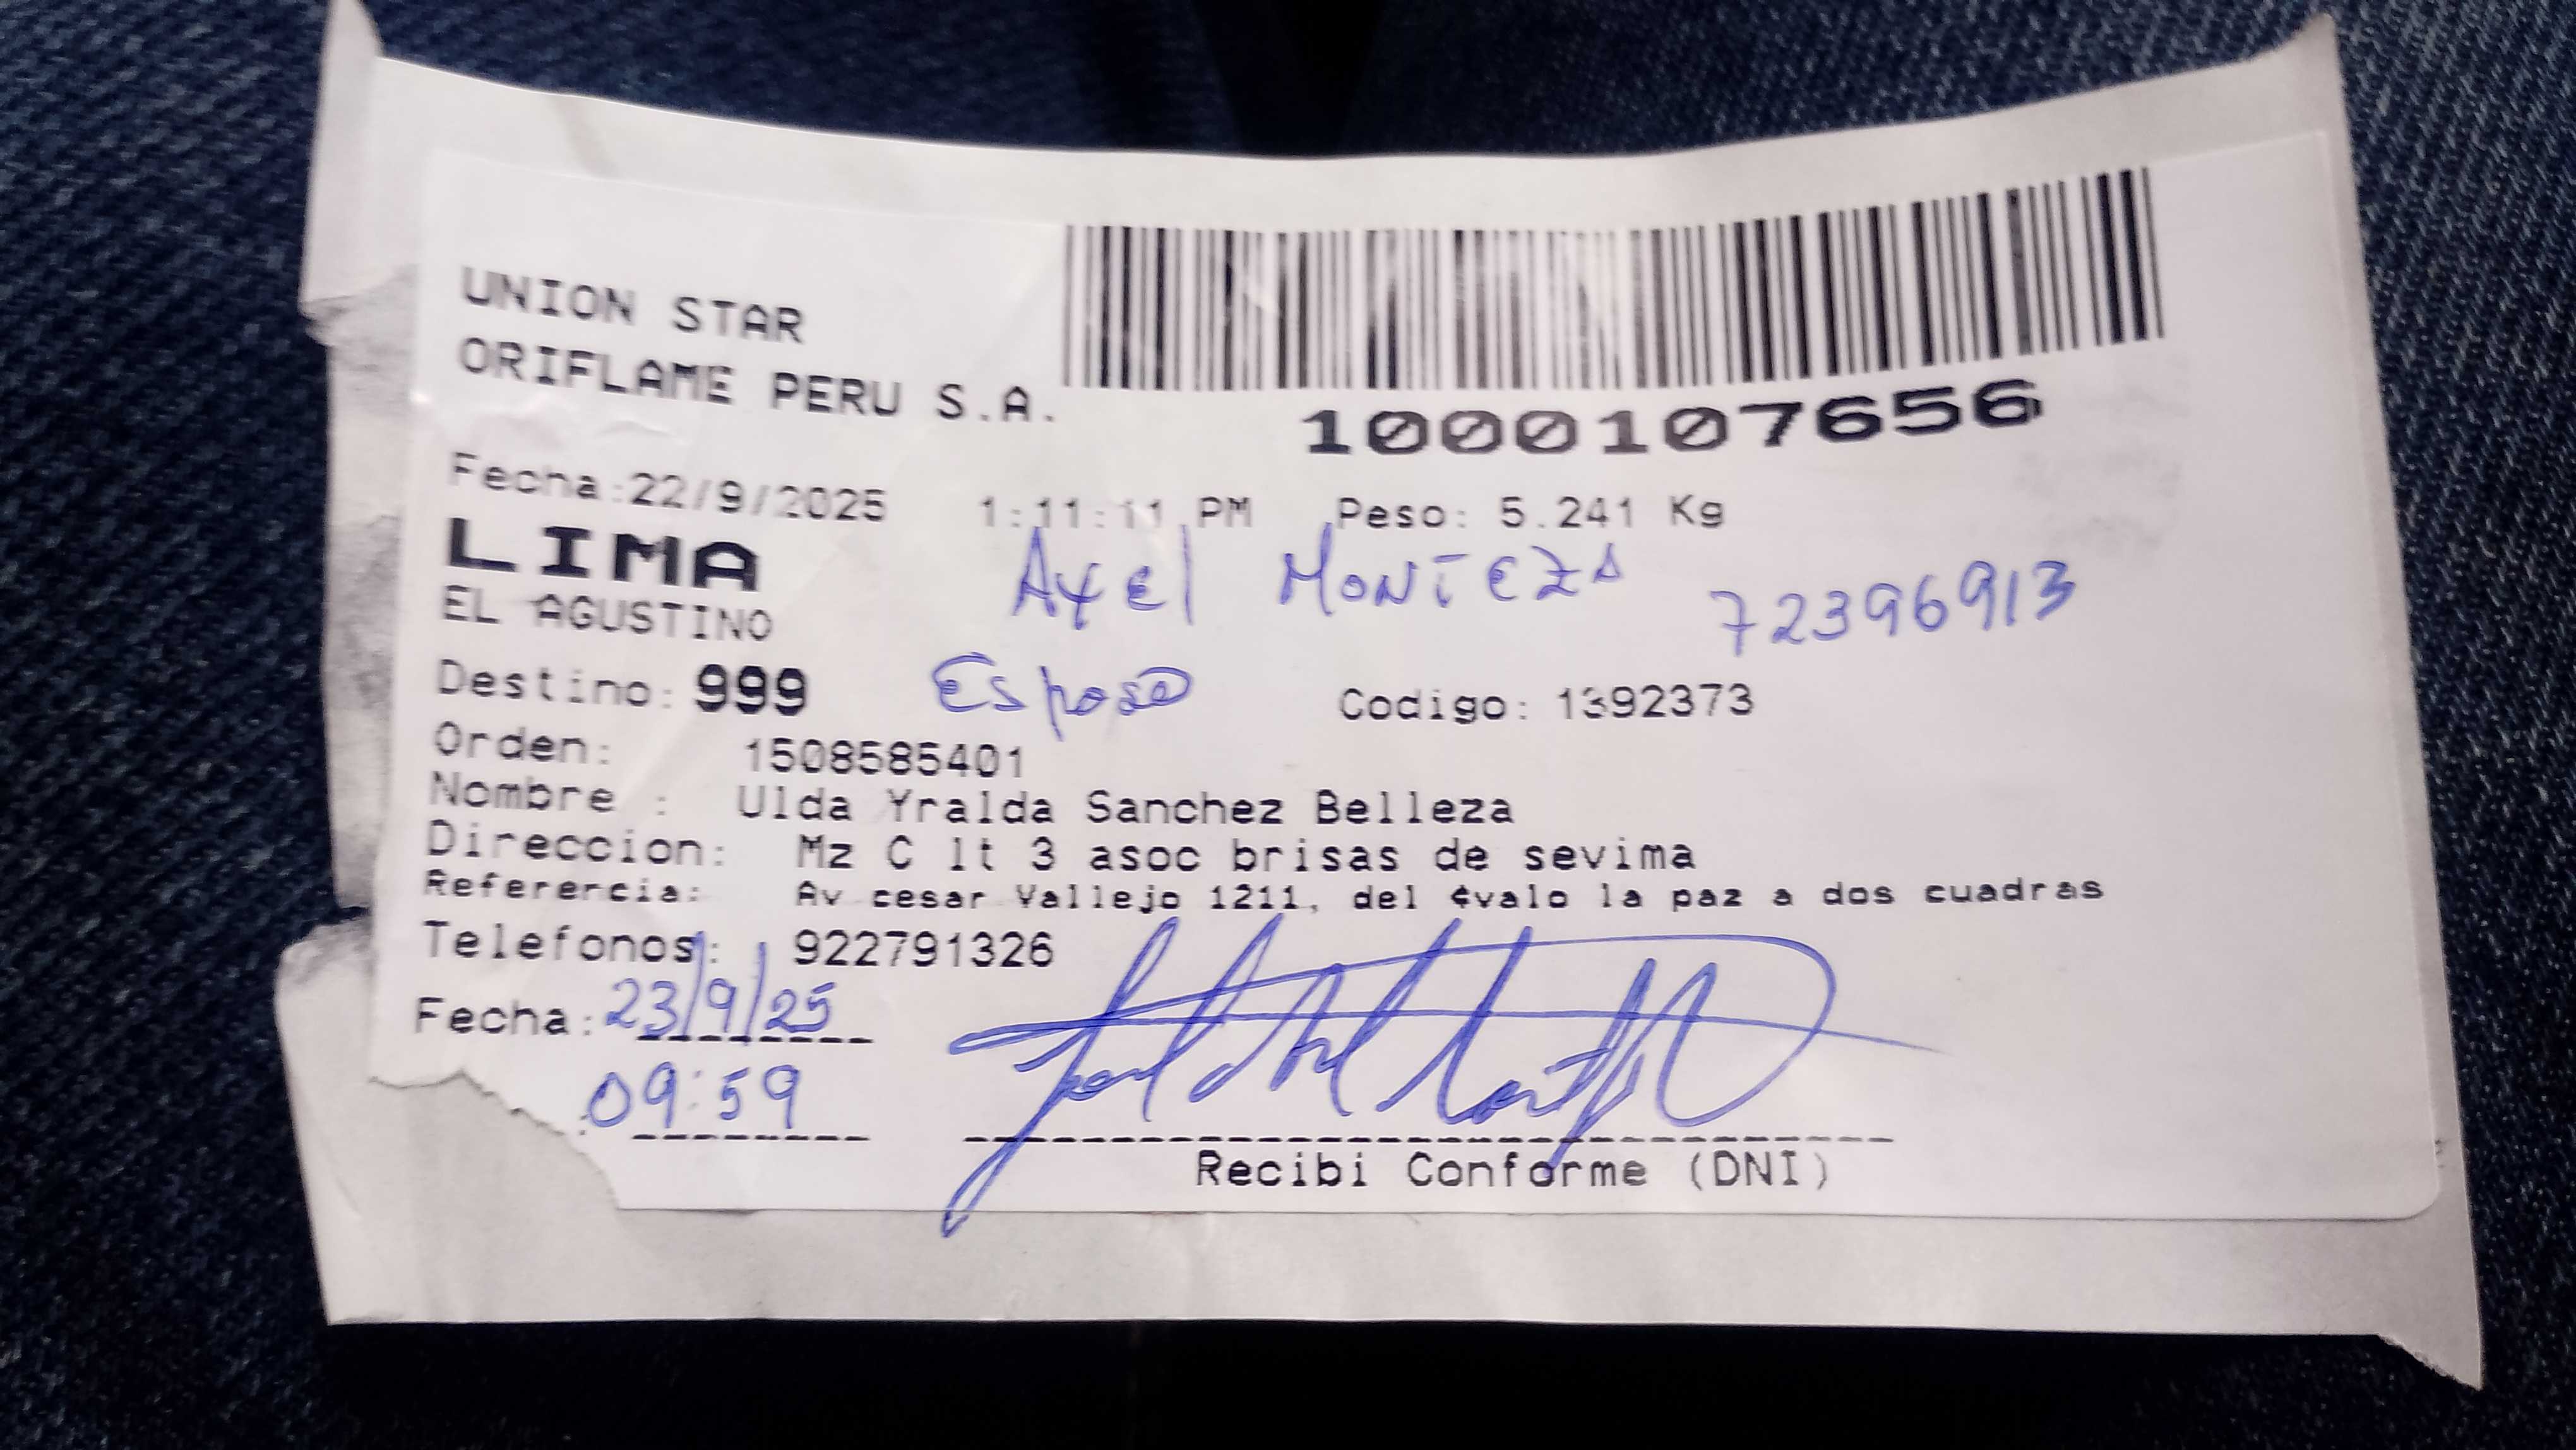 UNION STAR
ORIFLAME PERU S.A.
1000107656
Fecha:22/9/2025 1:11:11 PM Peso: 5.241 Kg
LIMA
Axel MONTEZA 72396913
EL AGUSTINO
Destino: 999 Esposo Codigo: 1392373
Orden: 1508585401
Nombre : Ulda Yralda Sanchez Belleza
Direccion: Mz C lt 3 asoc brisas de sevima
Referencia: Av cesar Vallejo 1211, del ¢valo la paz a dos cuadras
Telefonos: 922791326
Fecha: 23/9/25
09:59
Recibi Conforme (DNI)